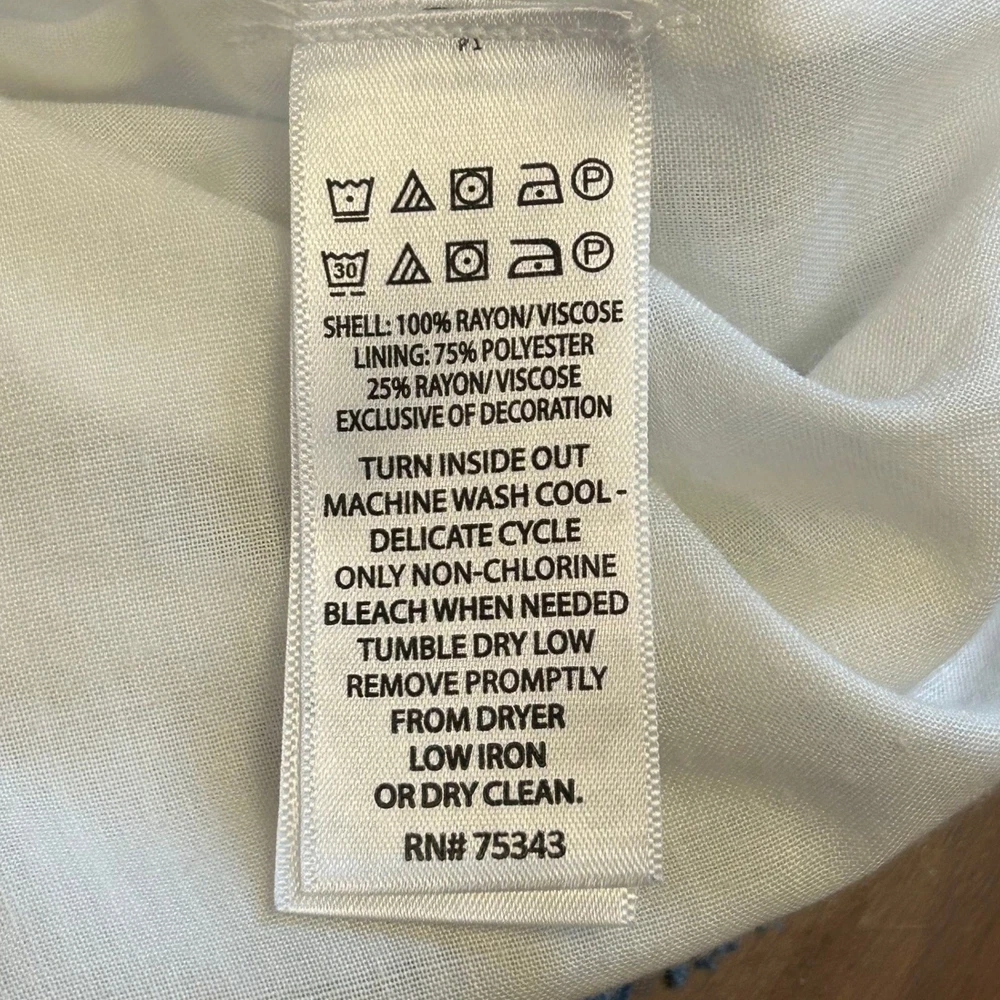 P1
P
30
P
SHELL: 100% RAYON/VISCOSE
LINING: 75% POLYESTER
25% RAYON/VISCOSE
EXCLUSIVE OF DECORATION
TURN INSIDE OUT
MACHINE WASH COOL -
DELICATE CYCLE
ONLY NON-CHLORINE
BLEACH WHEN NEEDED
TUMBLE DRY LOW
REMOVE PROMPTLY
FROM DRYER
LOW IRON
OR DRY CLEAN.
RN# 75343